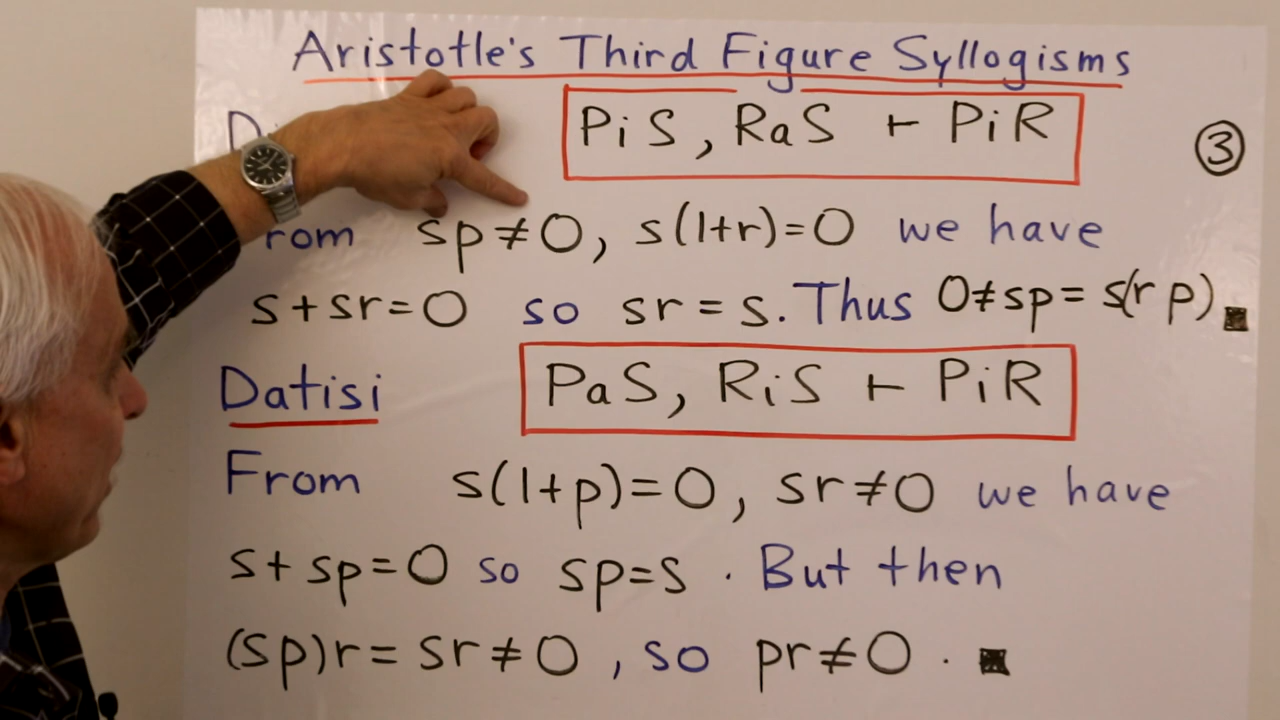 Aristotle's Third Figure Syllogisms
PiS, RaS ⊢ PiR
③
sp≠0, s(1+r)=0 we have
s+sr=0 so sr=s. Thus 0≠sp=s(rp) ■
Datisi PaS, RiS ⊢ PiR
From s(1+p)=0, sr≠0 we have
s+sp=0 so sp=s. But then
(sp)r=sr≠0, so pr≠0. ■